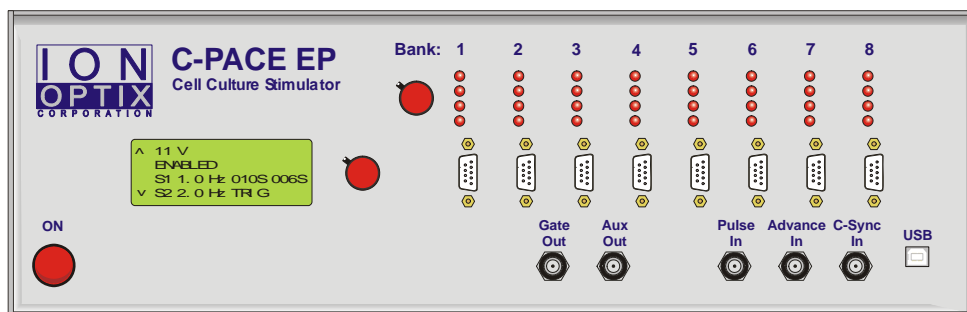 ION
OPTIX
CORPORATION
C-PACE EP
Cell Culture Stimulator
Bank: 1 2 3 4 5 6 7 8
^ 11 V
ENABLED
S1 1.0 Hz 010S 006S
v S2 2.0 Hz TRIG
ON
Gate Out
Aux Out
Pulse In
Advance In
C-Sync In
USB